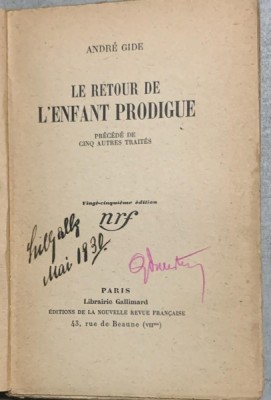 ANDRÉ GIDE
LE RETOUR DE
L'ENFANT PRODIGUE
PRÉCÉDÉ DE
CINQ AUTRES TRAITÉS
Vingt-cinquième édition
nrf
Mai 193
PARIS
Librairie Gallimard
ÉDITIONS DE LA NOUVELLE REVUE FRANÇAISE
43, rue de Beaune (VIIme)